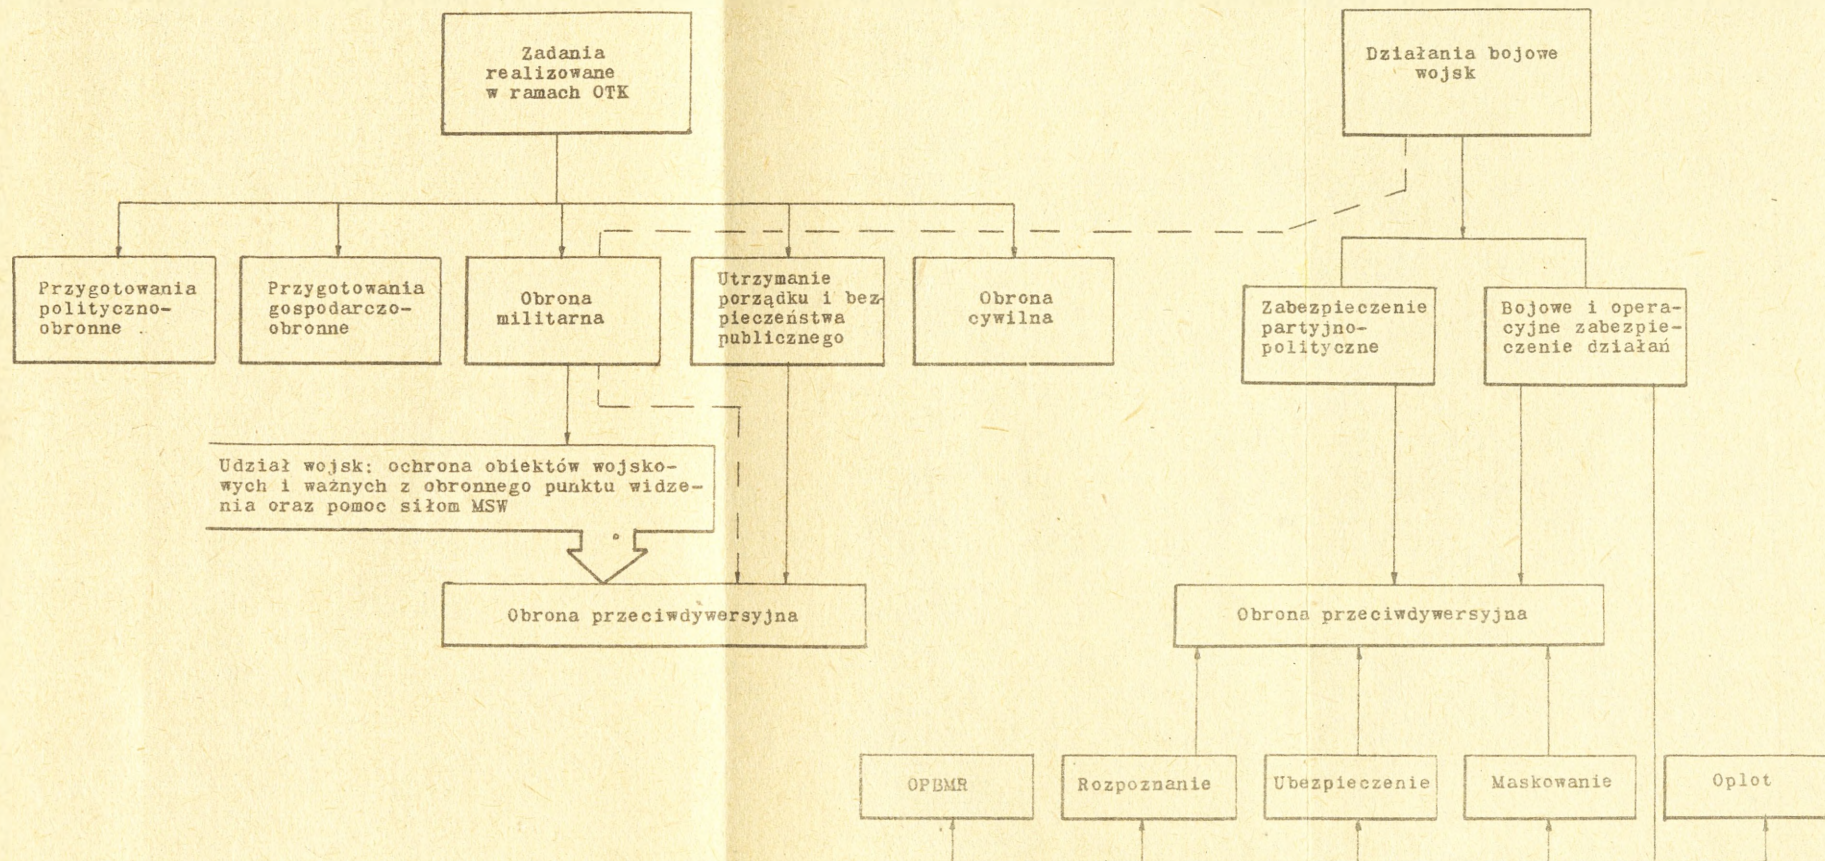 Zadania
realizowane
w ramach OTK
Działania bojowe
wojsk
Przygotowania
polityczno-
obronne
Przygotowania
gospodarczo-
obronne
Obrona
militarna
Utrzymanie
porządku i bez-
pieczeństwa
publicznego
Obrona
cywilna
Zabezpieczenie
partyjno-
polityczne
Bojowe i opera-
cyjne zabezpie-
czenie działań
Udział wojsk: ochrona obiektów wojsko-
wych i ważnych z obronnego punktu widze-
nia oraz pomoc siłom MSW
Obrona przeciwdywersyjna
Obrona przeciwdywersyjna
OPBMR
Rozpoznanie
Ubezpieczenie
Maskowanie
Oplot